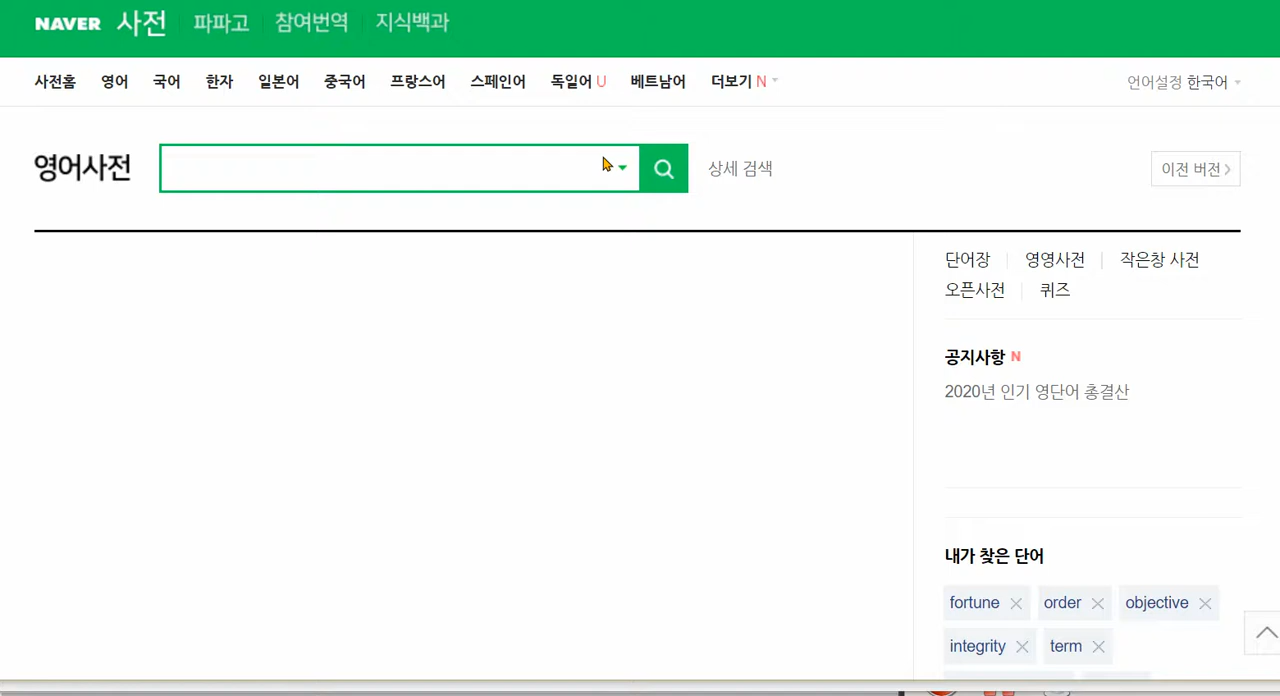 NAVER 사전 파파고 참여번역 지식백과
사전홈 영어 국어 한자 일본어 중국어 프랑스어 스페인어 독일어 U 베트남어 더보기 N 언어설정 한국어
영어사전 상세 검색 이전 버전
단어장 영영사전 작은창 사전
오픈사전 퀴즈
공지사항 N
2020년 인기 영단어 총결산
내가 찾은 단어
fortune order objective
integrity term